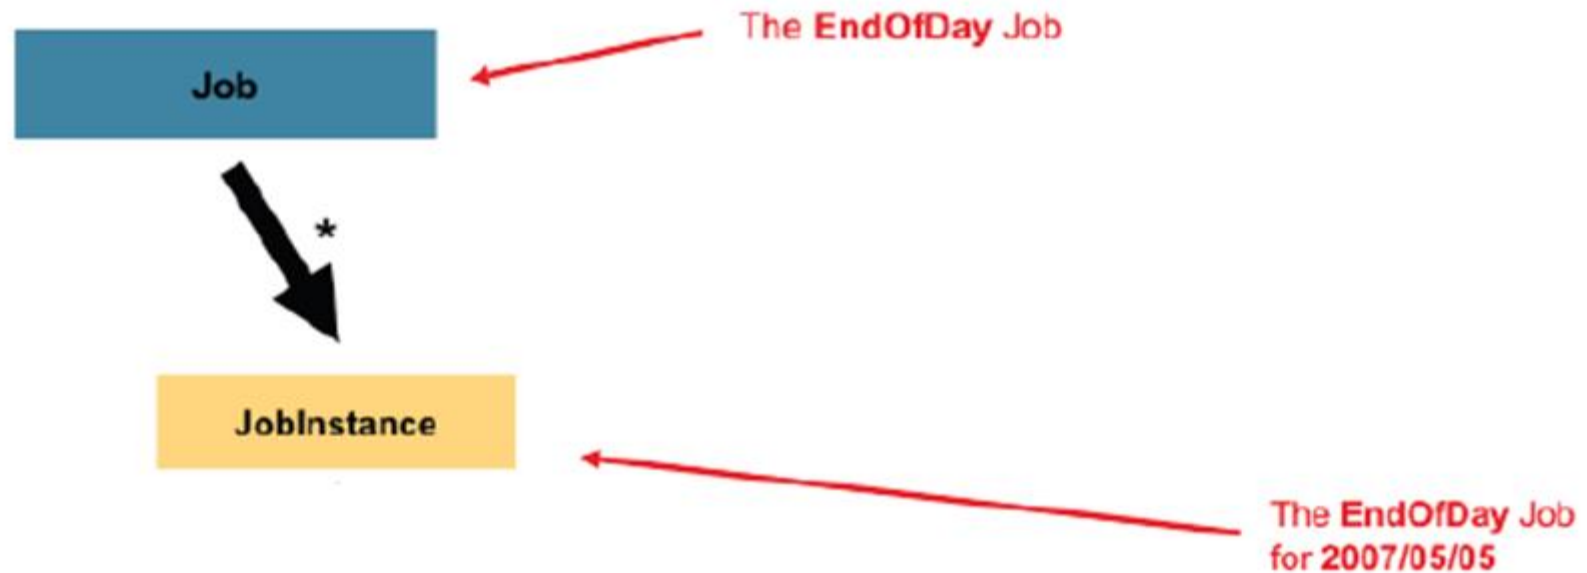 The EndOfDay Job
Job
*
JobInstance
The EndOfDay Job
for 2007/05/05